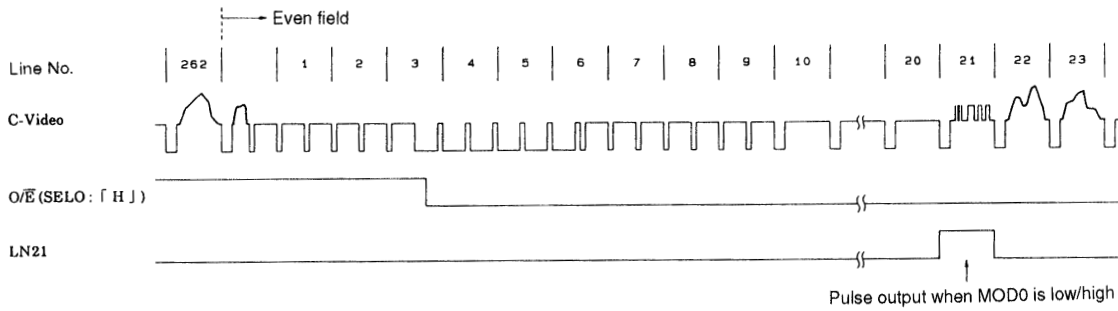 Even field
Line No. 262 1 2 3 4 5 6 7 8 9 10 20 21 22 23
C-Video
O/E̅ (SELO : 「 H 」)
LN21
Pulse output when MOD0 is low/high